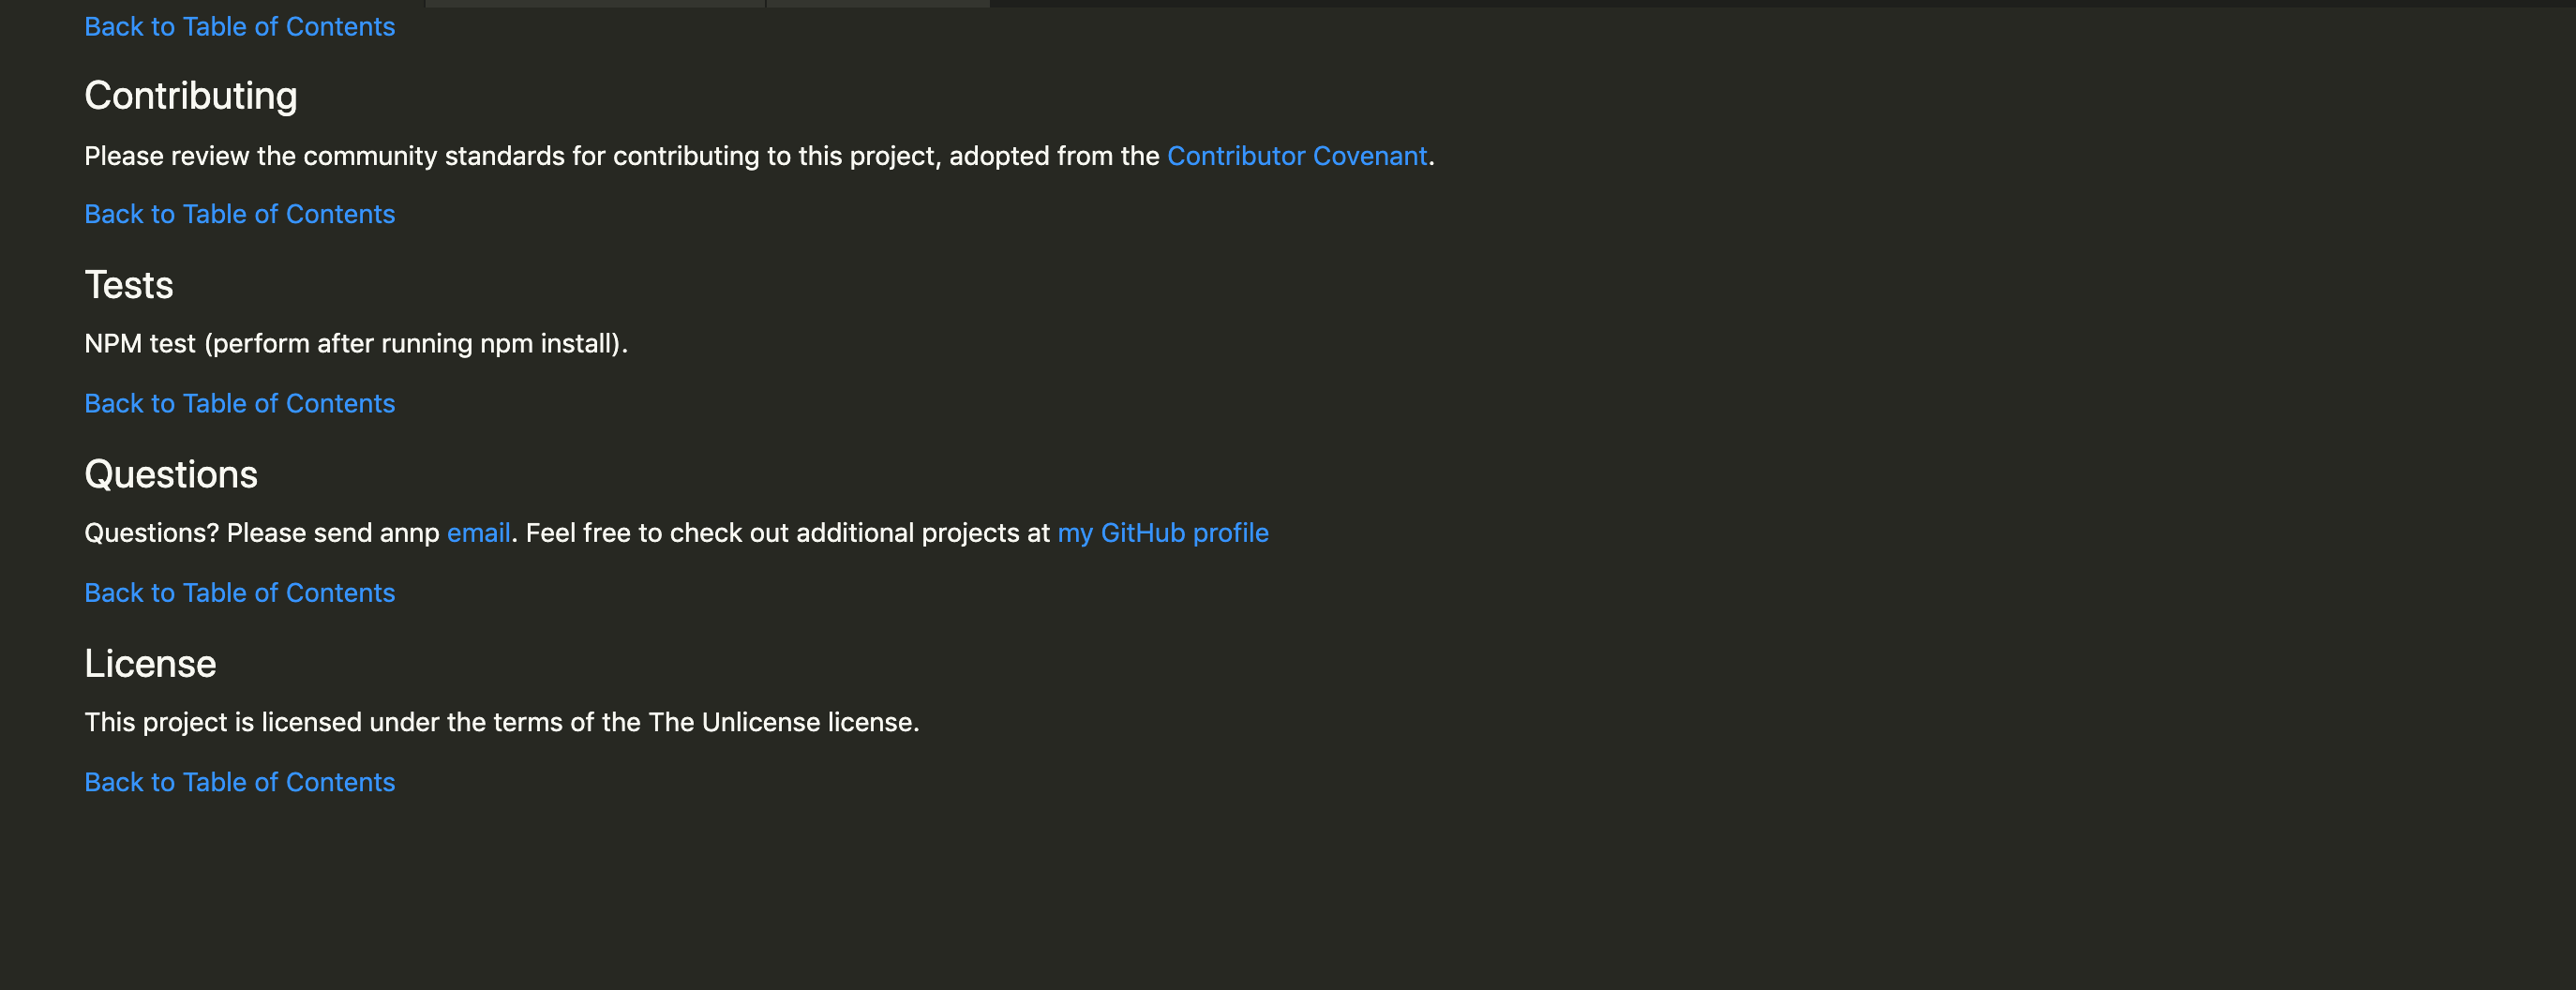 Back to Table of Contents
Contributing
Please review the community standards for contributing to this project, adopted from the Contributor Covenant.
Back to Table of Contents
Tests
NPM test (perform after running npm install).
Back to Table of Contents
Questions
Questions? Please send annp email. Feel free to check out additional projects at my GitHub profile
Back to Table of Contents
License
This project is licensed under the terms of the The Unlicense license.
Back to Table of Contents